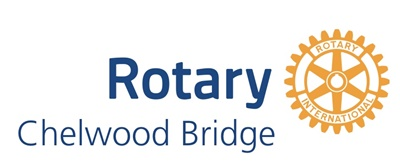 Rotary
Chelwood Bridge
ROTARY
INTERNATIONAL